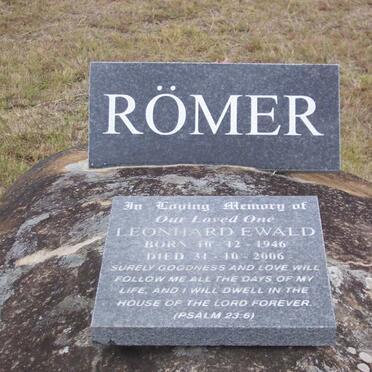 RÖMER
In Loving Memory of
Our Loved One
LEONHARD EWALD
BORN 10-12-1946
DIED 31-10-2006
SURELY GOODNESS AND LOVE WILL
FOLLOW ME ALL THE DAYS OF MY
LIFE, AND I WILL DWELL IN THE
HOUSE OF THE LORD FOREVER.
(PSALM 23:6)